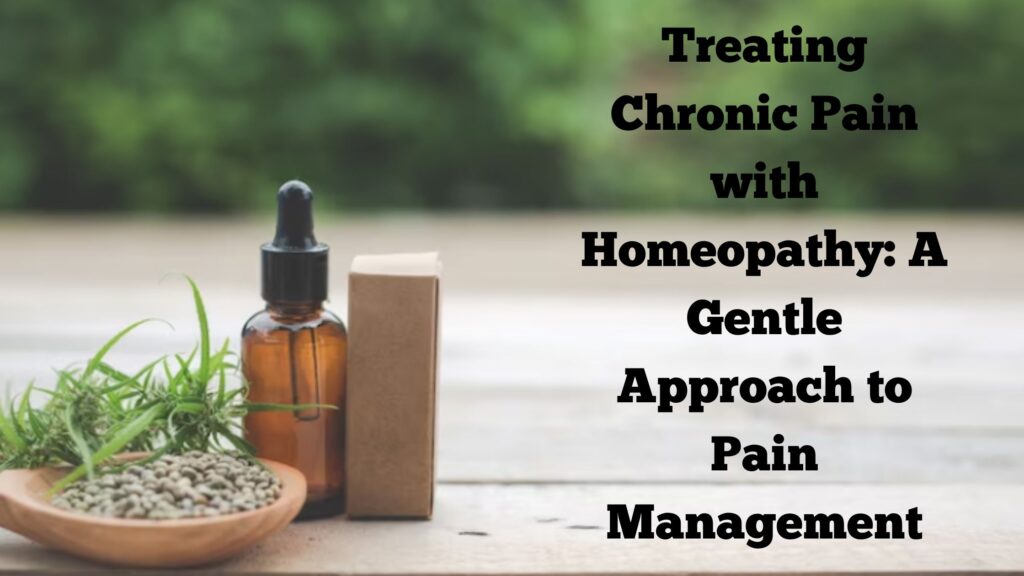 Treating
Chronic Pain
with
Homeopathy: A
Gentle
Approach to
Pain
Management